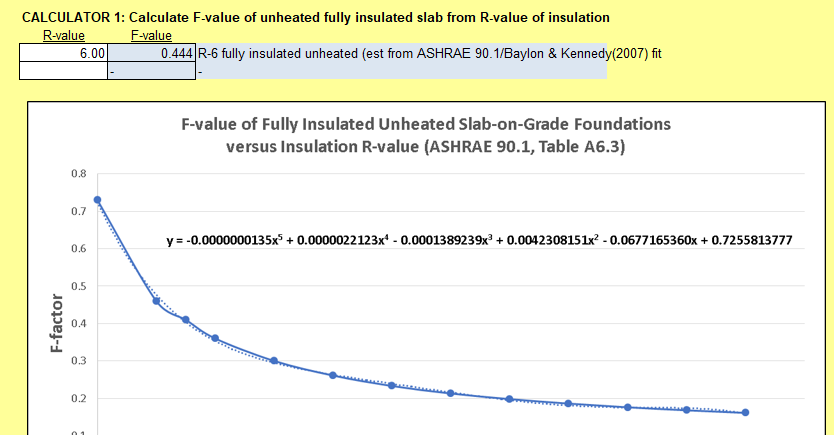 CALCULATOR 1: Calculate F-value of unheated fully insulated slab from R-value of insulation
R-value F-value
6.00 0.444 R-6 fully insulated unheated (est from ASHRAE 90.1/Baylon & Kennedy(2007) fit
- -
F-value of Fully Insulated Unheated Slab-on-Grade Foundations
versus Insulation R-value (ASHRAE 90.1, Table A6.3)
0.8
0.7
y = -0.0000000135x⁵ + 0.0000022123x⁴ - 0.0001389239x³ + 0.0042308151x² - 0.0677165360x + 0.7255813777
0.6
0.5
F-factor
0.4
0.3
0.2